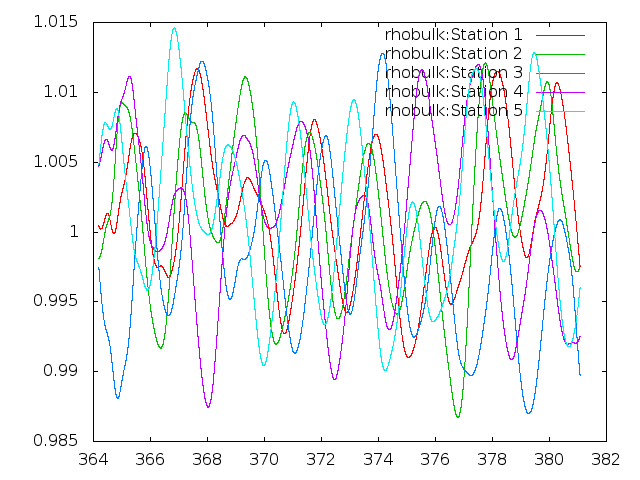 1.015
1.01
1.005
1
0.995
0.99
0.985
364 366 368 370 372 374 376 378 380 382
rhobulk:Station 1
rhobulk:Station 2
rhobulk:Station 3
rhobulk:Station 4
rhobulk:Station 5